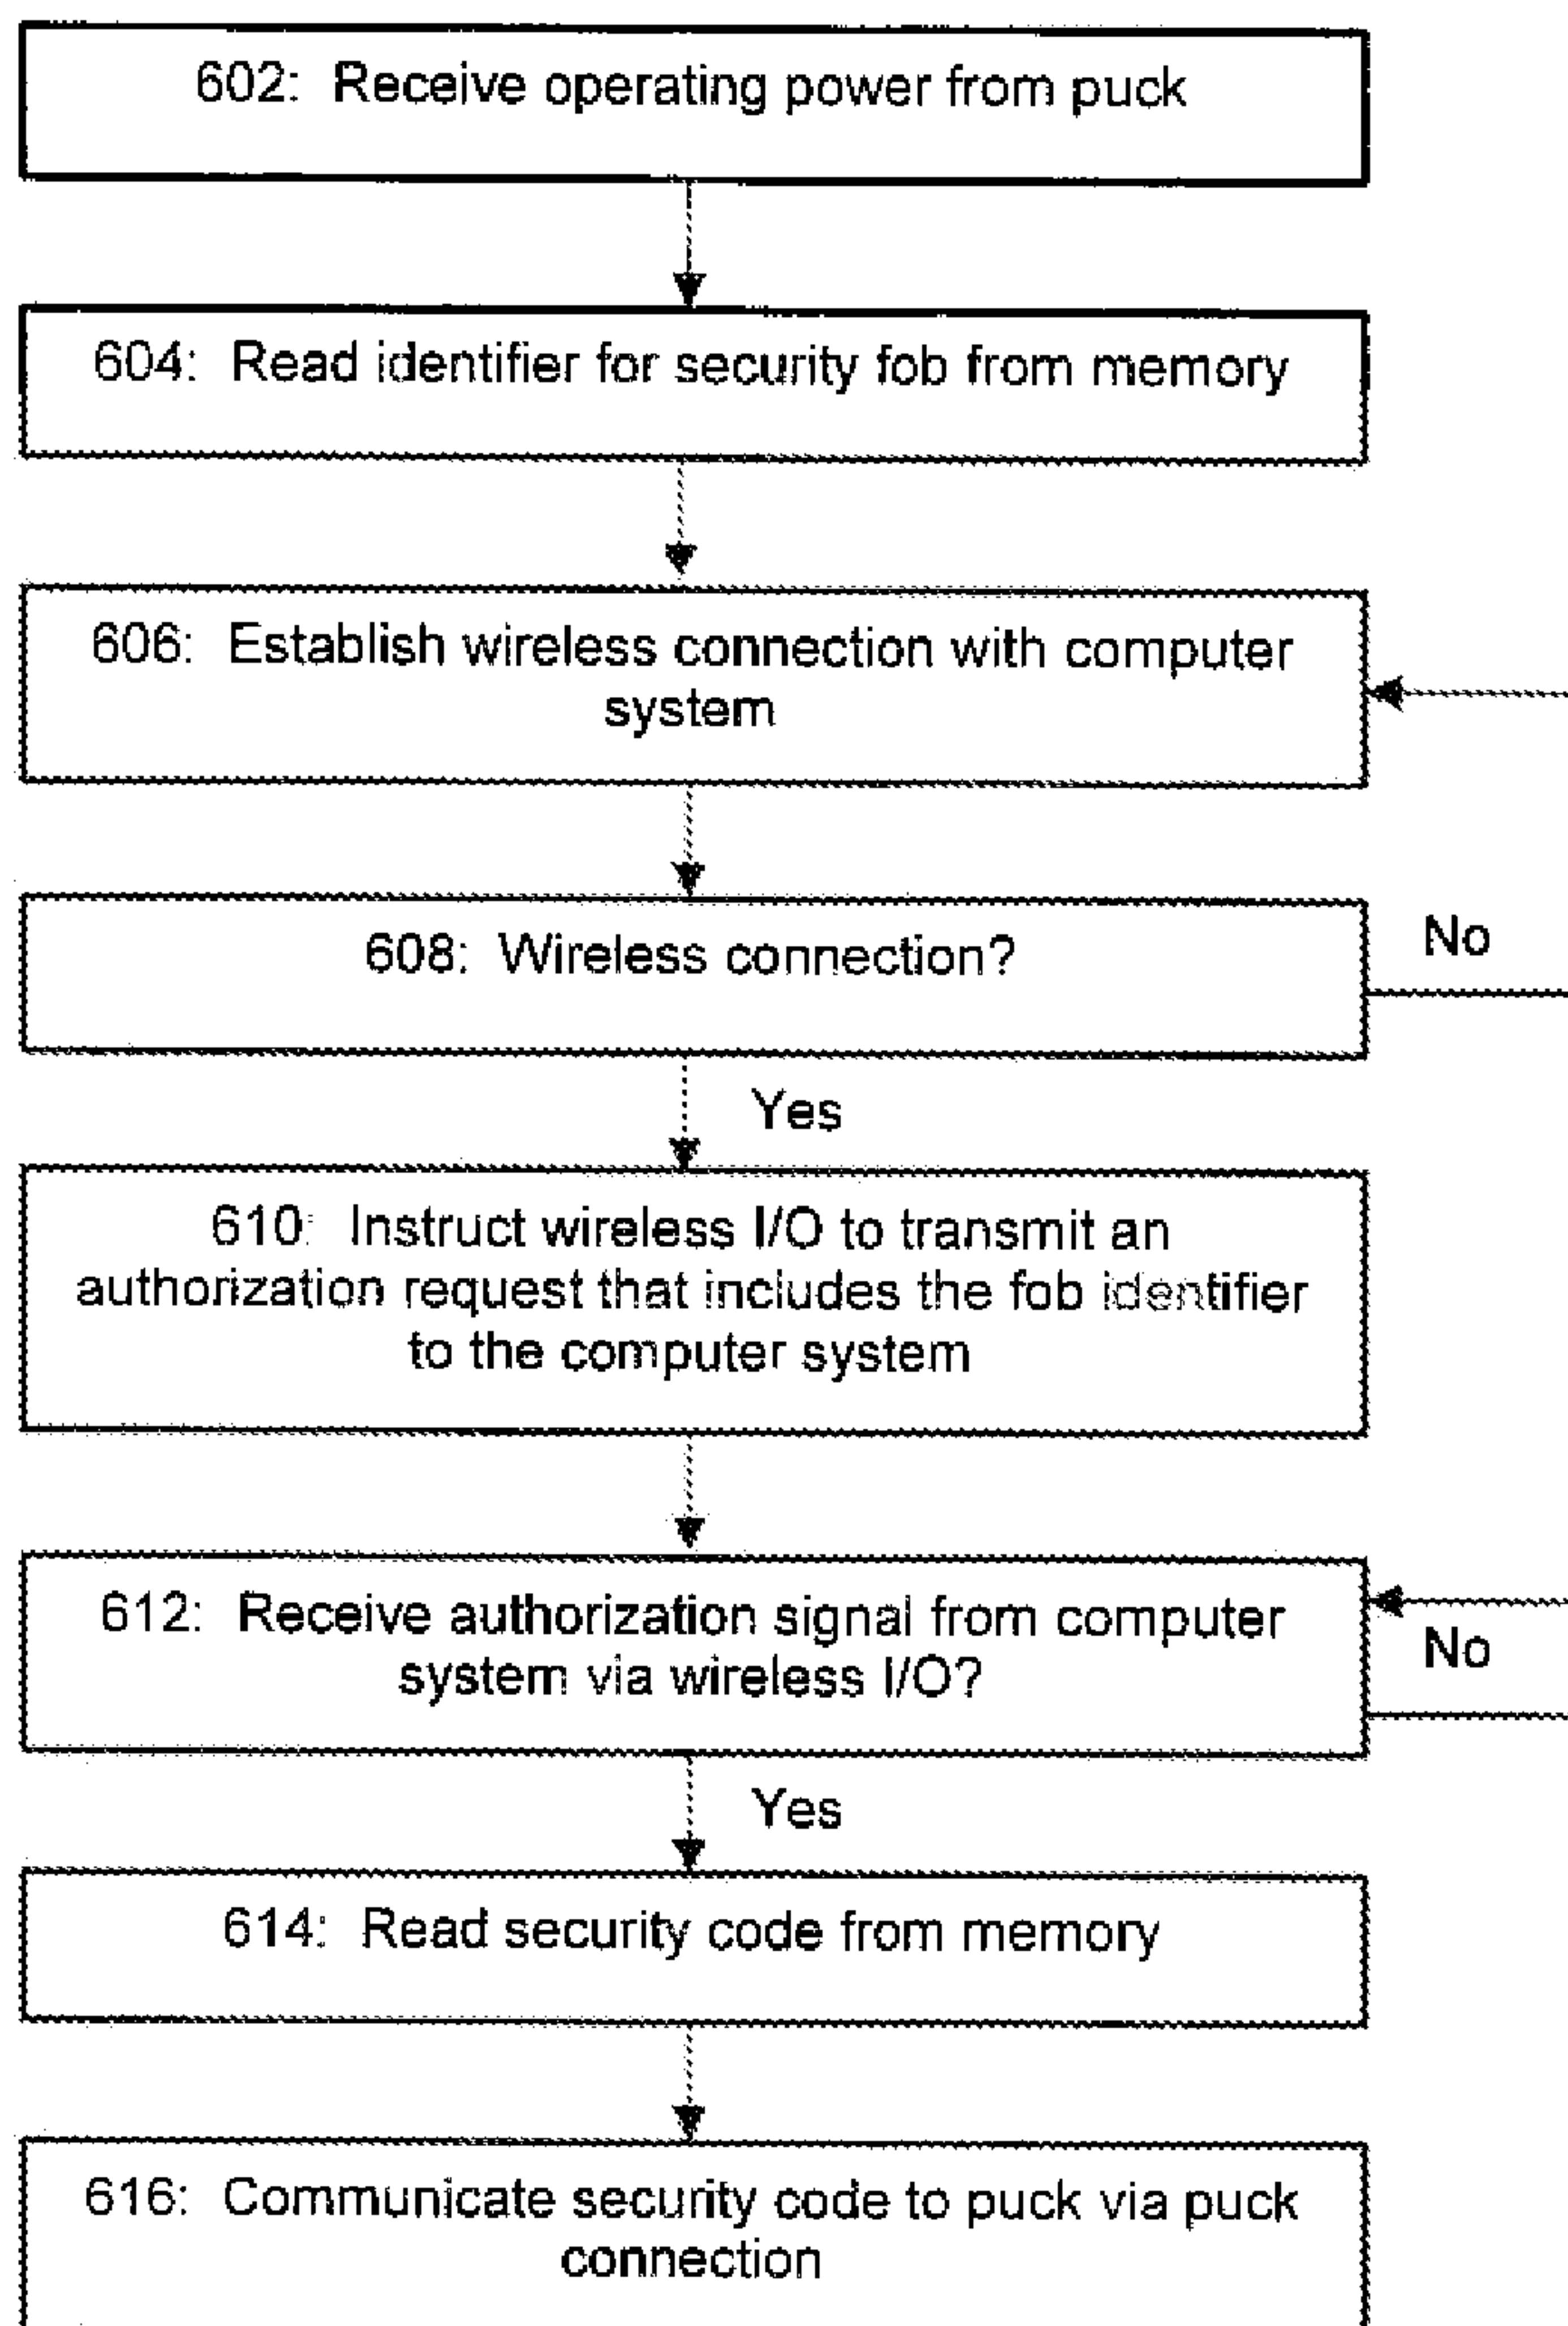 602: Receive operating power from puck
604: Read identifier for security fob from memory
606: Establish wireless connection with computer
system
608: Wireless connection?
No
Yes
610: Instruct wireless I/O to transmit an
authorization request that includes the fob identifier
to the computer system
612: Receive authorization signal from computer
system via wireless I/O?
No
Yes
614: Read security code from memory
616: Communicate security code to puck via puck
connection